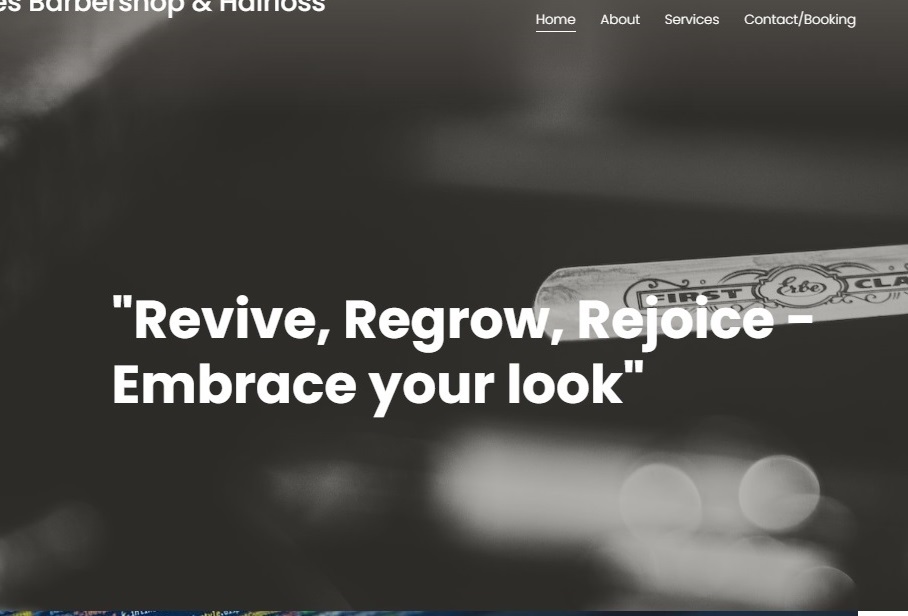 es Barbershop & Hairloss
Home About Services Contact/Booking
FIRST Erbe CLA
"Revive, Regrow, Rejoice -
Embrace your look"